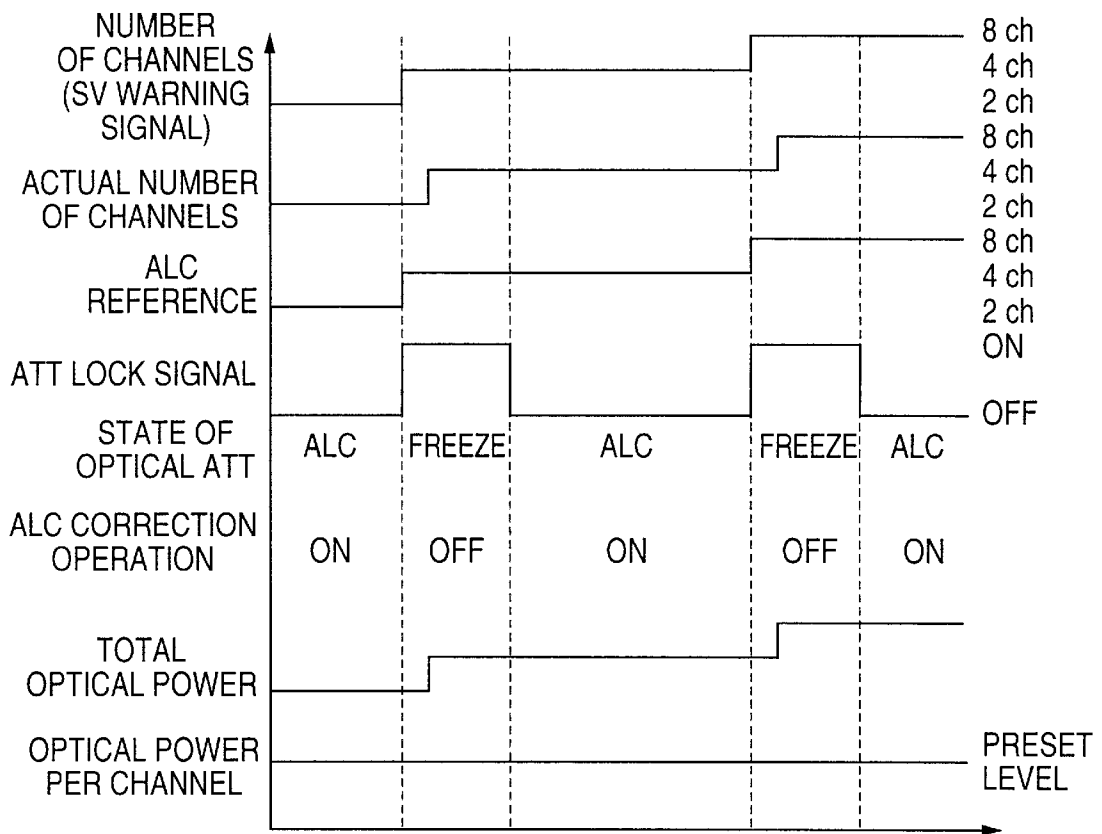 NUMBER
OF CHANNELS
(SV WARNING
SIGNAL)
8 ch
4 ch
2 ch
ACTUAL NUMBER
OF CHANNELS
8 ch
4 ch
2 ch
ALC
REFERENCE
8 ch
4 ch
2 ch
ATT LOCK SIGNAL
ON
OFF
STATE OF
OPTICAL ATT
ALC
FREEZE
ALC
FREEZE
ALC
ALC CORRECTION
OPERATION
ON
OFF
ON
OFF
ON
TOTAL
OPTICAL POWER
OPTICAL POWER
PER CHANNEL
PRESET
LEVEL